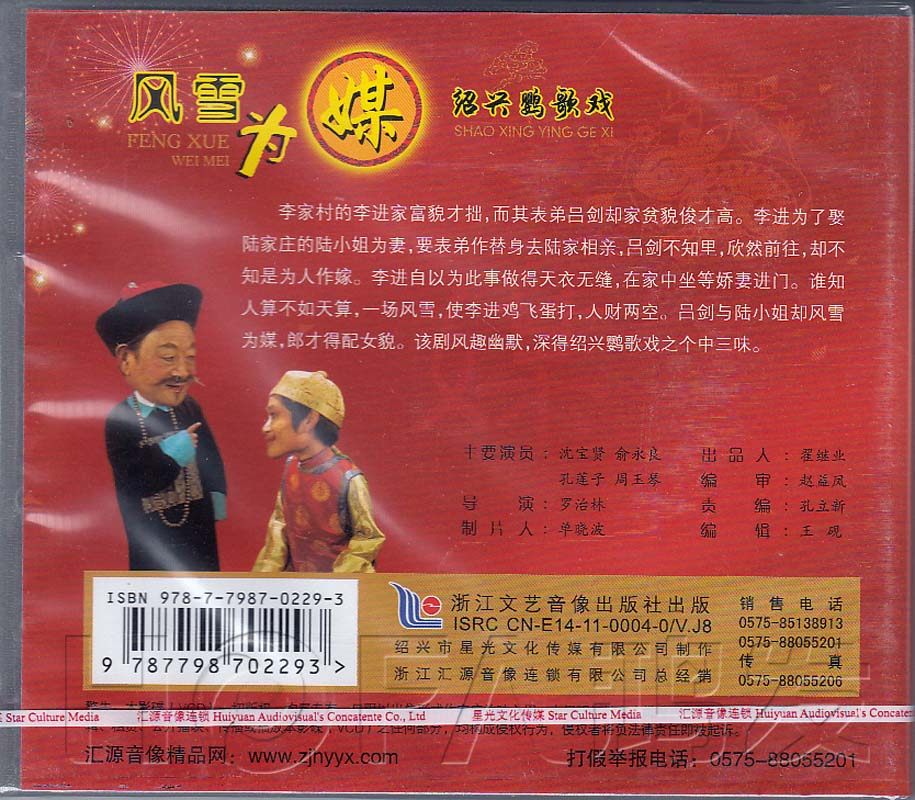 风雪为媒
FENG XUE
WEI MEI
绍兴鹦歌戏
SHAO XING YING GE XI
李家村的李进家富貌才拙，而其表弟吕剑却家贫貌俊才高。李进为了娶
陆家庄的陆小姐为妻，要表弟作替身去陆家相亲，吕剑不知里，欣然前往，却不
知是为人作嫁。李进自以为此事做得天衣无缝，在家中坐等娇妻进门。谁知
人算不如天算，一场风雪，使李进鸡飞蛋打，人财两空。吕剑与陆小姐却风雪
为媒，郎才得配女貌。该剧风趣幽默，深得绍兴鹦歌戏之个中三味。
主要演员：沈宝贤 俞永良
孔莲子 周玉琴
导 演：罗治林
制片人：单晓波
出品人：翟继业
编 审：赵益凤
责 编：孔立新
编 辑：王 砚
ISBN 978-7-7987-0229-3
9 787798 702293 >
浙江文艺音像出版社出版
ISRC CN-E14-11-0004-0/V.J8
绍兴市星光文化传媒有限公司制作
浙江汇源音像连锁有限公司总经销
销售电话
0575-85138913
0575-88055201
传 真
0575-88055206
Star Culture Media 汇源音像连锁 Huiyuan Audiovisual's Concatente Co., Ltd 星光文化传媒 Star Culture Media 汇源音像连锁 Huiyuan Audiovisual's Concate
汇源音像精品网：www.zjhyyx.com
打假举报电话：0575-88055201